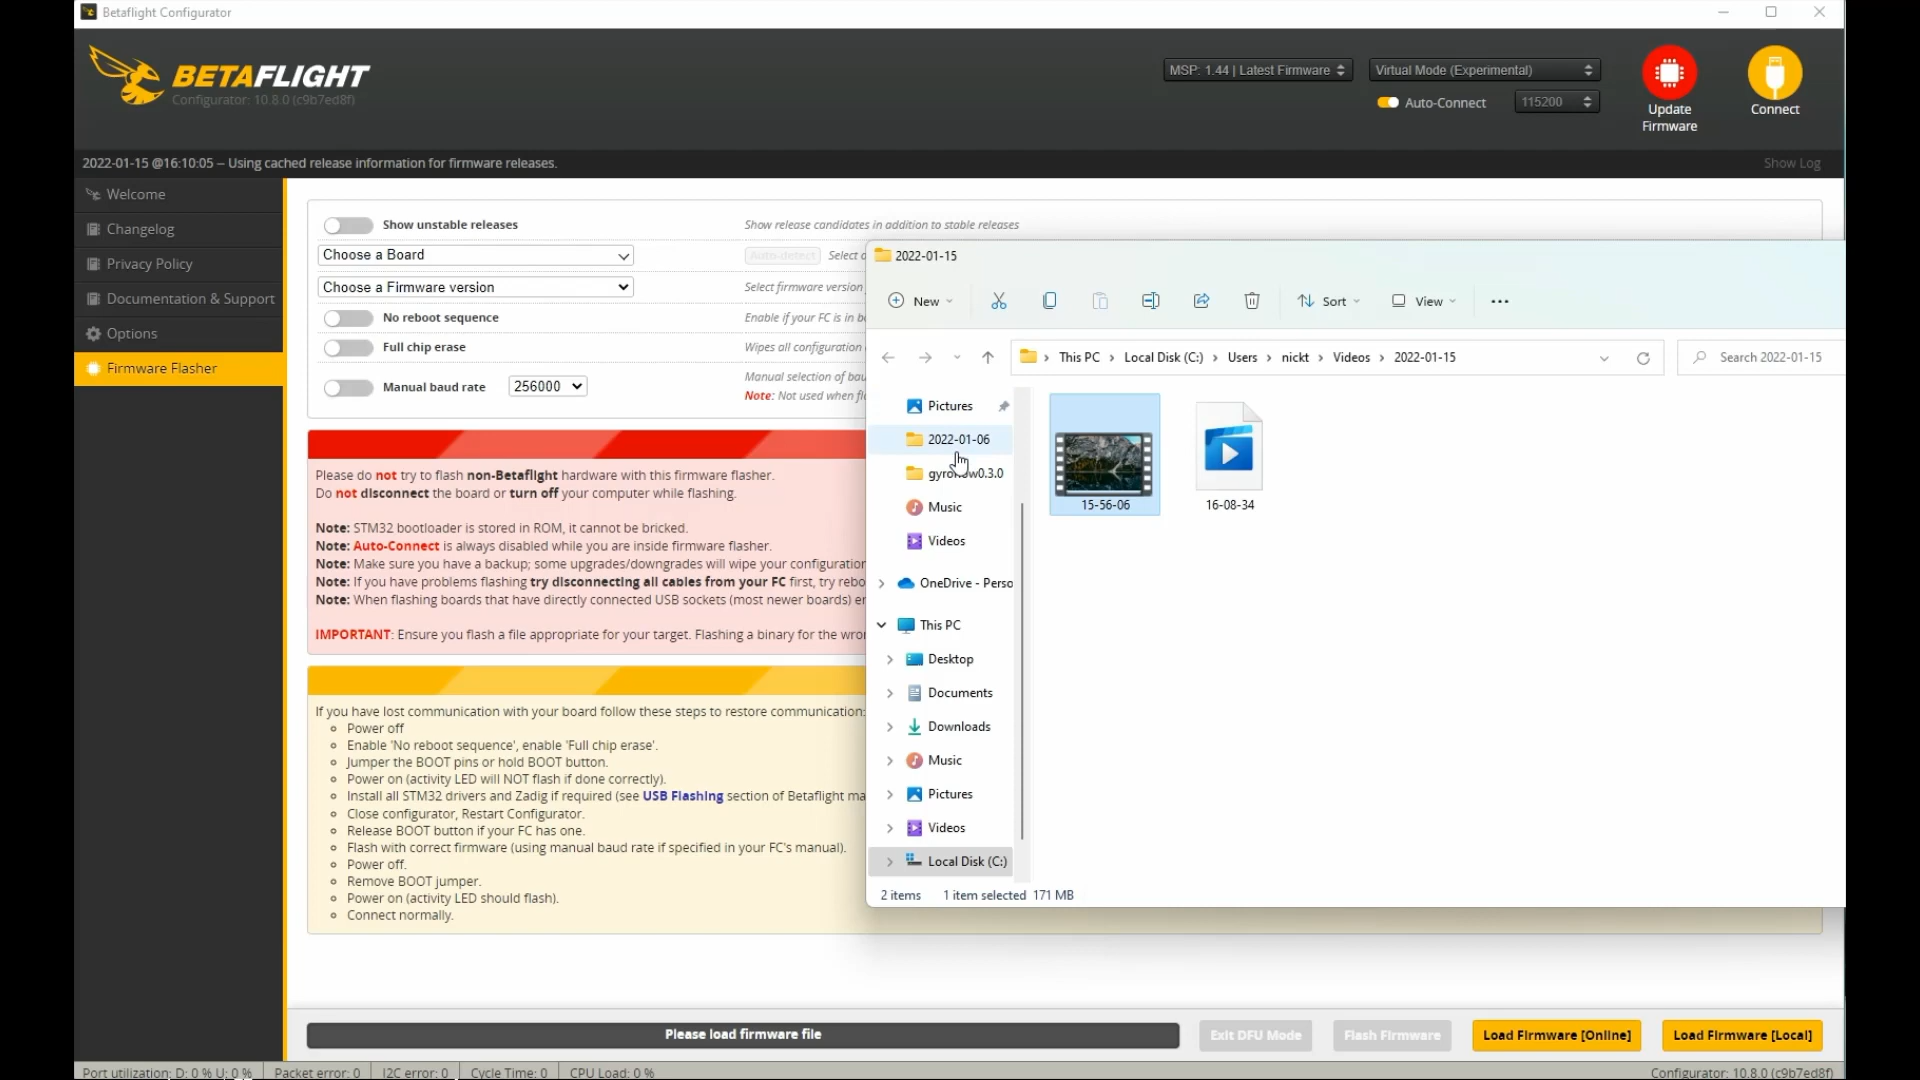 Betaflight Configurator
BETAFLIGHT
Configurator: 10.8.0 (c9b7ed8f)
MSP: 1.44 | Latest Firmware
Virtual Mode (Experimental)
Auto-Connect
115200
Update
Firmware
Connect
2022-01-15 @16:10:05 -- Using cached release information for firmware releases.
Show Log
Welcome
Changelog
Privacy Policy
Documentation & Support
Options
Firmware Flasher
Show unstable releases
Show release candidates in addition to stable releases
Choose a Board
Auto-detect
Select
Choose a Firmware version
Select firmware version
No reboot sequence
Enable if your FC is in
Full chip erase
Wipes all configuration
Manual baud rate
256000
Manual selection of
Note: Not used when
Please do not try to flash non-Betaflight hardware with this firmware flasher.
Do not disconnect the board or turn off your computer while flashing.
Note: STM32 bootloader is stored in ROM, it cannot be bricked.
Note: Auto-Connect is always disabled while you are inside firmware flasher.
Note: Make sure you have a backup; some upgrades/downgrades will wipe your configuration
Note: If you have problems flashing try disconnecting all cables from your FC first, try
Note: When flashing boards that have directly connected USB sockets (most newer boards)
IMPORTANT: Ensure you flash a file appropriate for your target. Flashing a binary for the
If you have lost communication with your board follow these steps to restore communication:
Power off
Enable 'No reboot sequence', enable 'Full chip erase'.
Jumper the BOOT pins or hold BOOT button.
Power on (activity LED will NOT flash if done correctly).
Install all STM32 drivers and Zadig if required (see USB Flashing section of Betaflight
Close configurator, Restart Configurator.
Release BOOT button if your FC has one.
Flash with correct firmware (using manual baud rate if specified in your FC's manual).
Power off.
Remove BOOT jumper.
Power on (activity LED should flash).
Connect normally.
2022-01-15
New
Sort
View
This PC > Local Disk (C:) > Users > nickt > Videos > 2022-01-15
Search 2022-01-15
Pictures
2022-01-06
Music
Videos
OneDrive - Perso
This PC
Desktop
Documents
Downloads
Music
Pictures
Videos
Local Disk (C:)
15-56-06
16-08-34
2 items
1 item selected 171 MB
Please load firmware file
Exit DFU Mode
Flash Firmware
Load Firmware [Online]
Load Firmware [Local]
Port utilization: D: 0 % U: 0 %
Packet error: 0
I2C error: 0
Cycle Time: 0
CPU Load: 0 %
Configurator: 10.8.0 (c9b7ed8f)